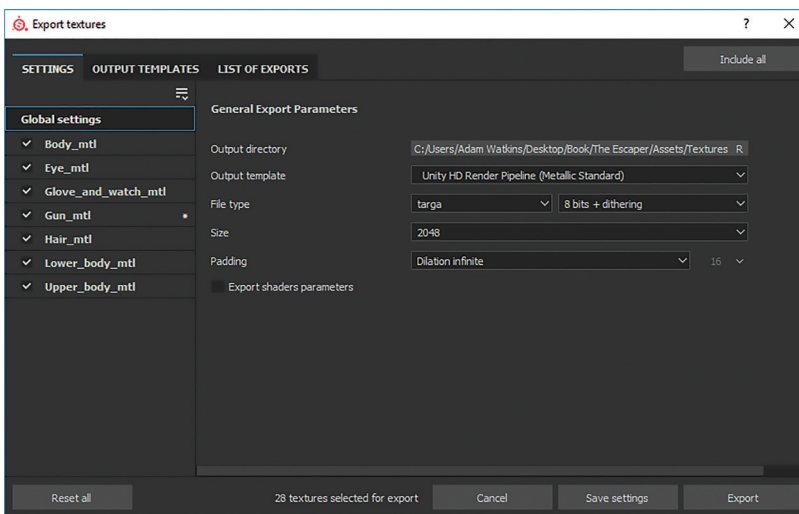 Export textures
? X
SETTINGS OUTPUT TEMPLATES LIST OF EXPORTS Include all
Global settings
Body_mtl
Eye_mtl
Glove_and_watch_mtl
Gun_mtl
Hair_mtl
Lower_body_mtl
Upper_body_mtl
General Export Parameters
Output directory C:/Users/Adam Watkins/Desktop/Book/The Escaper/Assets/Textures R
Output template Unity HD Render Pipeline (Metallic Standard)
File type targa 8 bits + dithering
Size 2048
Padding Dilation infinite 16
Export shaders parameters
Reset all 28 textures selected for export Cancel Save settings Export